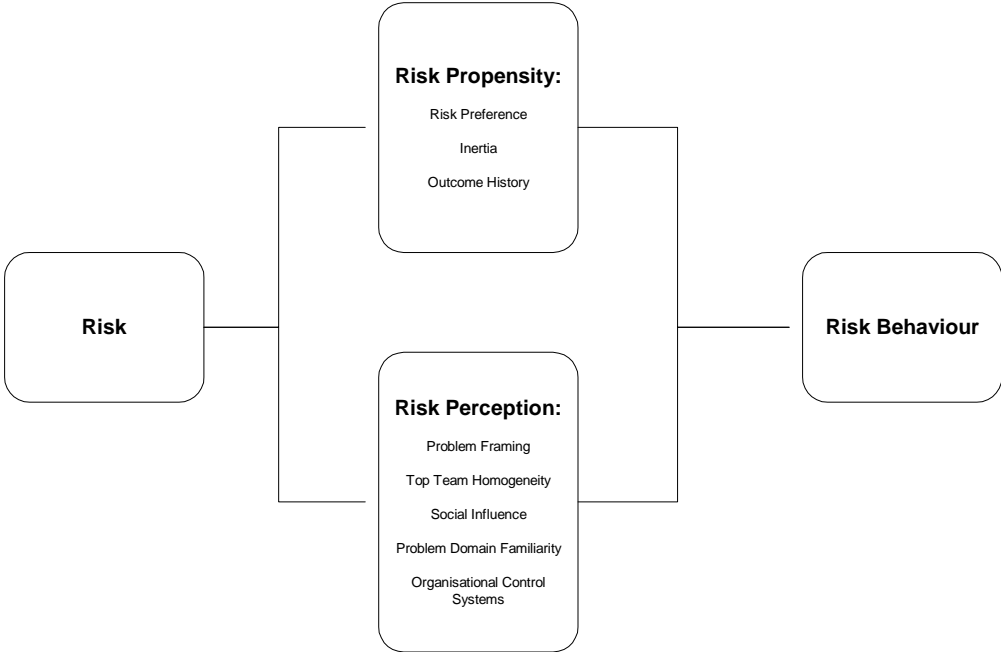 Risk Propensity:
Risk Preference
Inertia
Outcome History
Risk
Risk Behaviour
Risk Perception:
Problem Framing
Top Team Homogeneity
Social Influence
Problem Domain Familiarity
Organisational Control
Systems